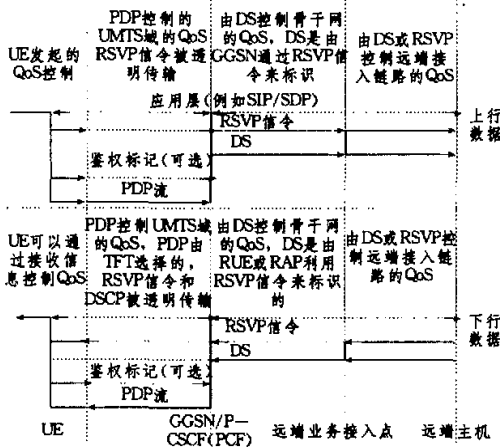 PDP控制的
UMTS域的QoS
RSVP信令被透
明传输
由DS控制骨干网
的QoS，DS是由
GGSN通过RSVP信
令来标识
UE发起的
QoS控制
由DS或RSVP
控制远端接
入链路的QoS
应用层(例如SIP/SDP)
RSVP信令
DS
上行
数据
鉴权标记(可选)
PDP流
UE可以通
过接收信
息控制QoS
PDP控制UMTS域
的QoS，PDP由
TFT选择的，
RSVP信令和
DSCP被透明传输
由DS控制骨干网
的QoS，DS是由
RUE或RAP利用
RSVP信令来标识
的
由DS或RSVP控
制远端接入链
路的QoS
RSVP信令
DS
下行
数据
鉴权标记(可选)
PDP流
UE
GGSN/P-
CSCF(PCF)
远端业务接入点
远端主机